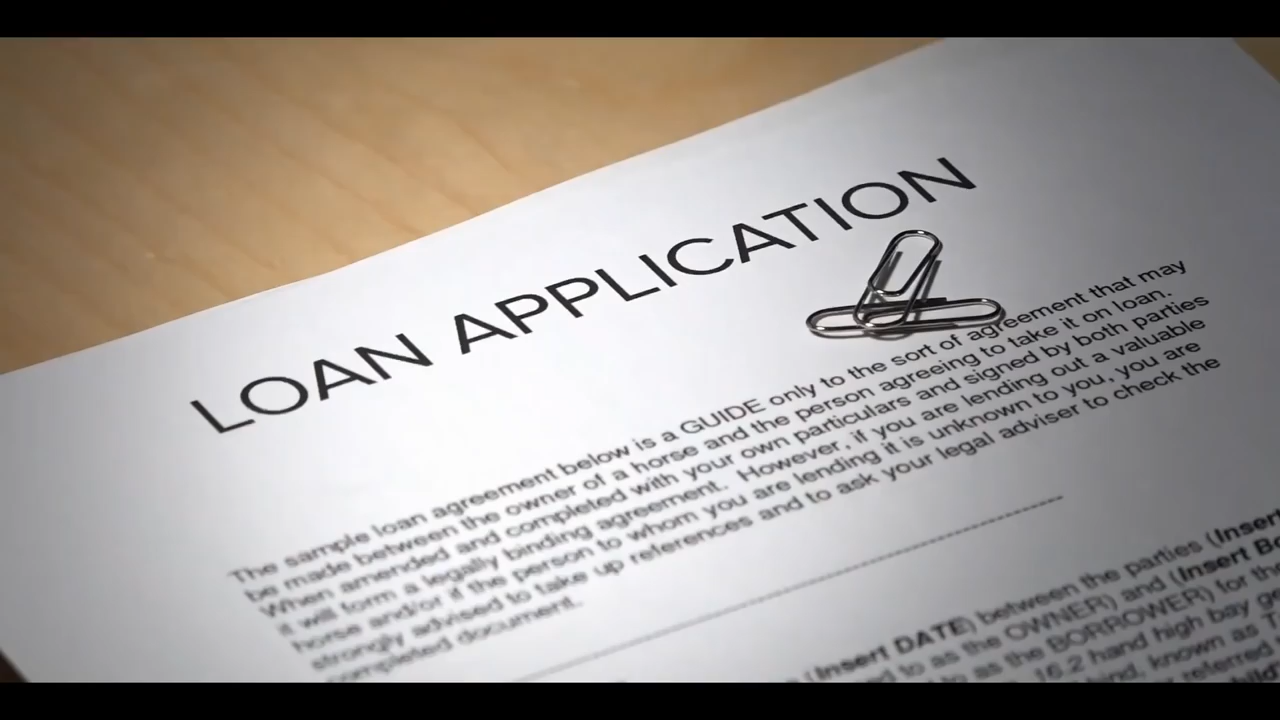 LOAN APPLICATION
The sample loan agreement below is a GUIDE only to the sort of agreement that may
be made between the owner of a horse and the person agreeing to take it on loan.
When amended and completed with your own particulars and signed by both parties
it will form a legally binding agreement. However, if you are lending out a valuable
horse and/or if the person to whom you are lending it is unknown to you, you are
strongly advised to take up references and to ask your legal adviser to check the
completed document.
(Insert DATE) between the parties (Insert
to as the OWNER) and (Insert
to as the BORROWER) for the
16.2 hand high bay
known as
referred